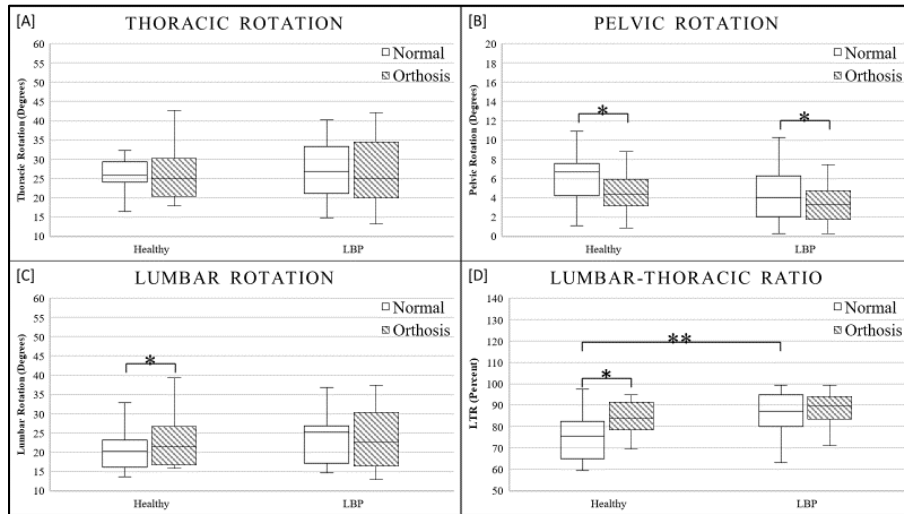 [A] THORACIC ROTATION
Normal
Orthosis
Thoracic Rotation (Degrees)
60
55
50
45
40
35
30
25
20
15
10
Healthy LBP
[B] PELVIC ROTATION
Normal
Orthosis
Pelvic Rotation (Degrees)
20
18
16
14
12
10
8
6
4
2
0
* *
Healthy LBP
[C] LUMBAR ROTATION
Normal
Orthosis
Lumbar Rotation (Degrees)
60
55
50
45
40
35
30
25
20
15
10
*
Healthy LBP
[D] LUMBAR-THORACIC RATIO
Normal
Orthosis
LTR (Percent)
140
130
120
110
100
90
80
70
60
50
**
*
Healthy LBP